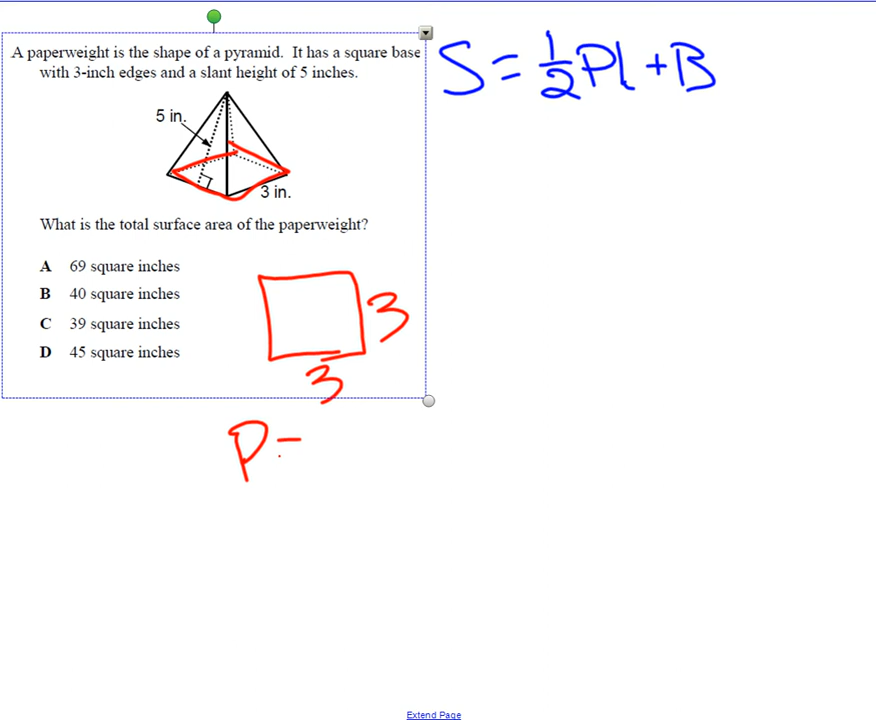 A paperweight is the shape of a pyramid.  It has a square base
with 3-inch edges and a slant height of 5 inches.
S = 1/2 Pl + B
5 in.
3 in.
What is the total surface area of the paperweight?
A 69 square inches
B 40 square inches
C 39 square inches
D 45 square inches
3
3
P =
Extend Page